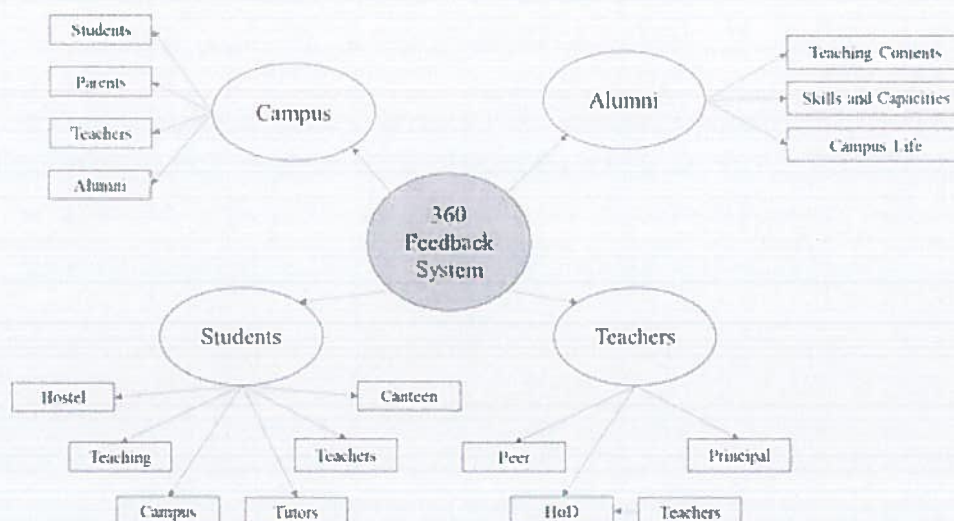 Students
Parents
Teachers
Alumni
Campus
Alumni
Teaching Contents
Skills and Capacities
Campus Life
360
Feedback
System
Students
Teachers
Hostel
Canteen
Teaching
Teachers
Campus
Tutors
Peer
Principal
HoD
Teachers